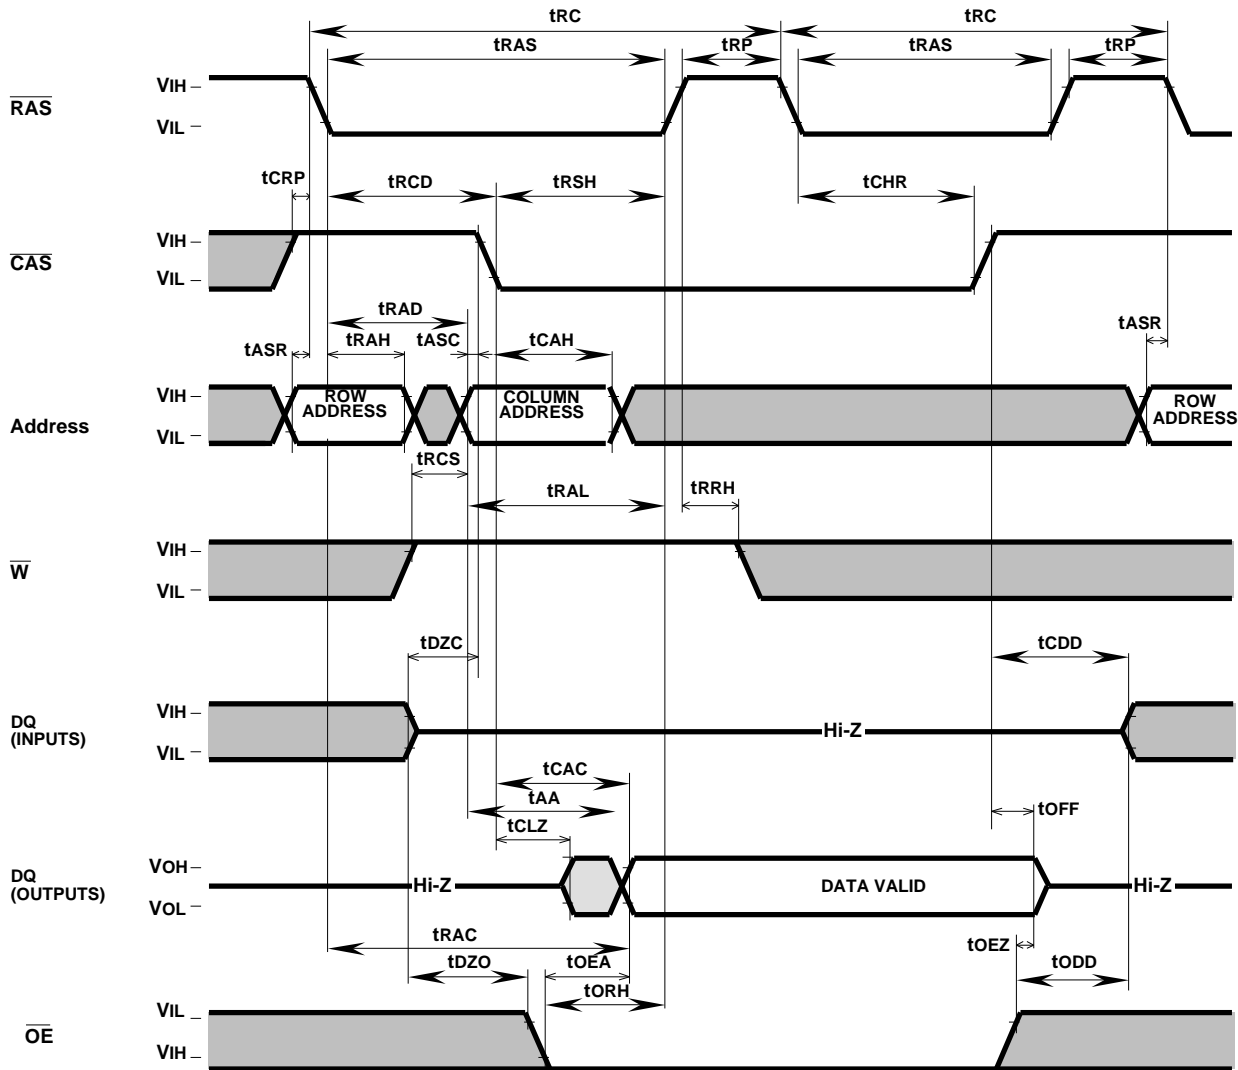 tRC tRC
tRAS tRP tRAS tRP
RAS VIH
VIL
tCRP tRCD tRSH tCHR
CAS VIH
VIL
tRAD
tASR tRAH tASC tCAH tASR
Address VIH ROW ADDRESS COLUMN ADDRESS ROW ADDRESS
VIL
tRCS
tRAL tRRH
W VIH
VIL
tDZC tCDD
DQ (INPUTS) VIH
Hi-Z
VIL
tCAC
tAA tOFF
tCLZ
DQ (OUTPUTS) VOH
Hi-Z DATA VALID Hi-Z
VOL
tRAC tOEZ
tDZO tOEA tODD
tORH
OE VIL
VIH